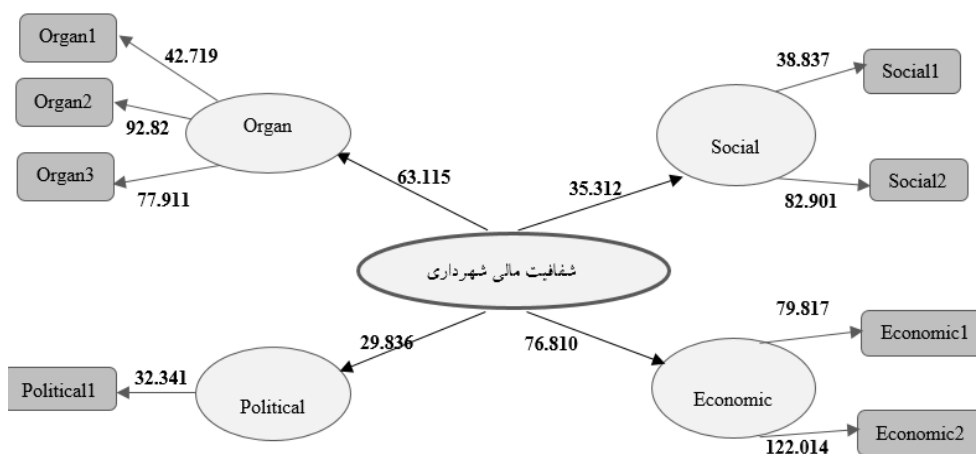 Organ1
42.719
Organ2
92.82
Organ3
77.911
Organ
63.115
Social1
38.837
Social
Social2
82.901
35.312
شفافیت مالی شهرداری
29.836
Political1
32.341
Political
76.810
Economic1
79.817
Economic
Economic2
122.014